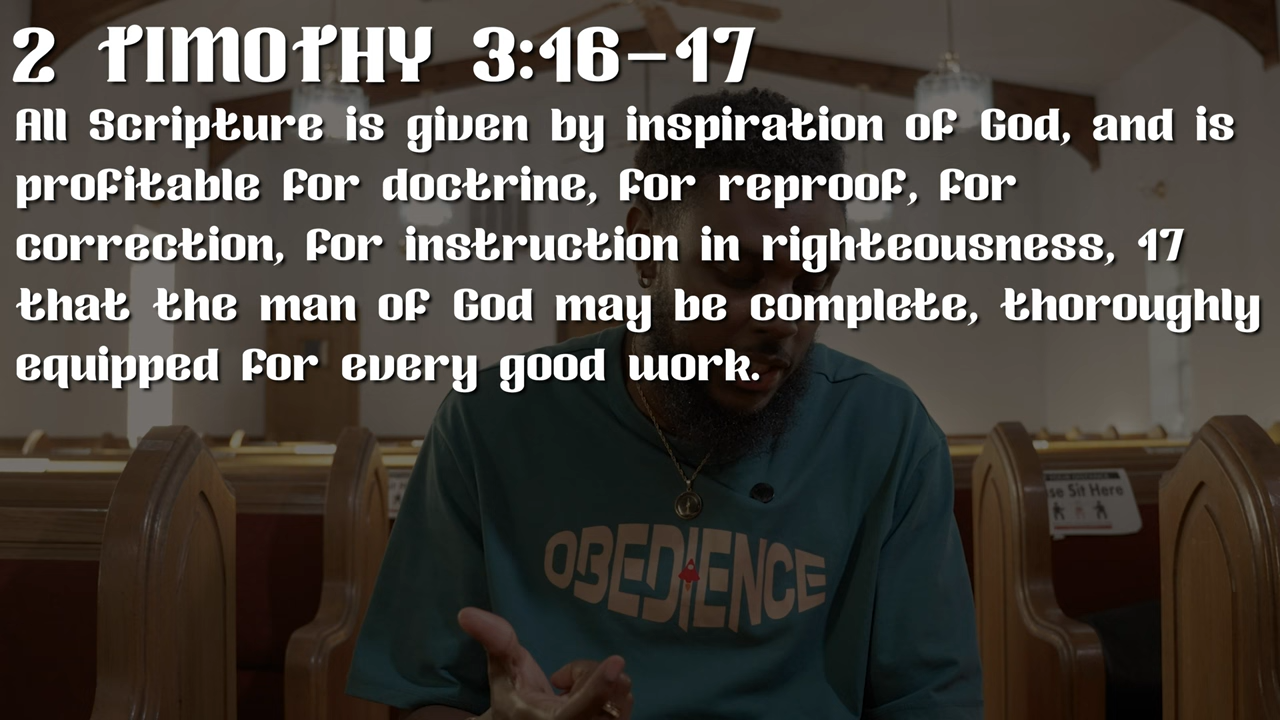 2 TIMOTHY 3:16–17
All Scripture is given by inspiration of God, and is
profitable for doctrine, for reproof, for
correction, for instruction in righteousness, 17
that the man of God may be complete, thoroughly
equipped for every good work.
se Sit Here
OBEDIENCE